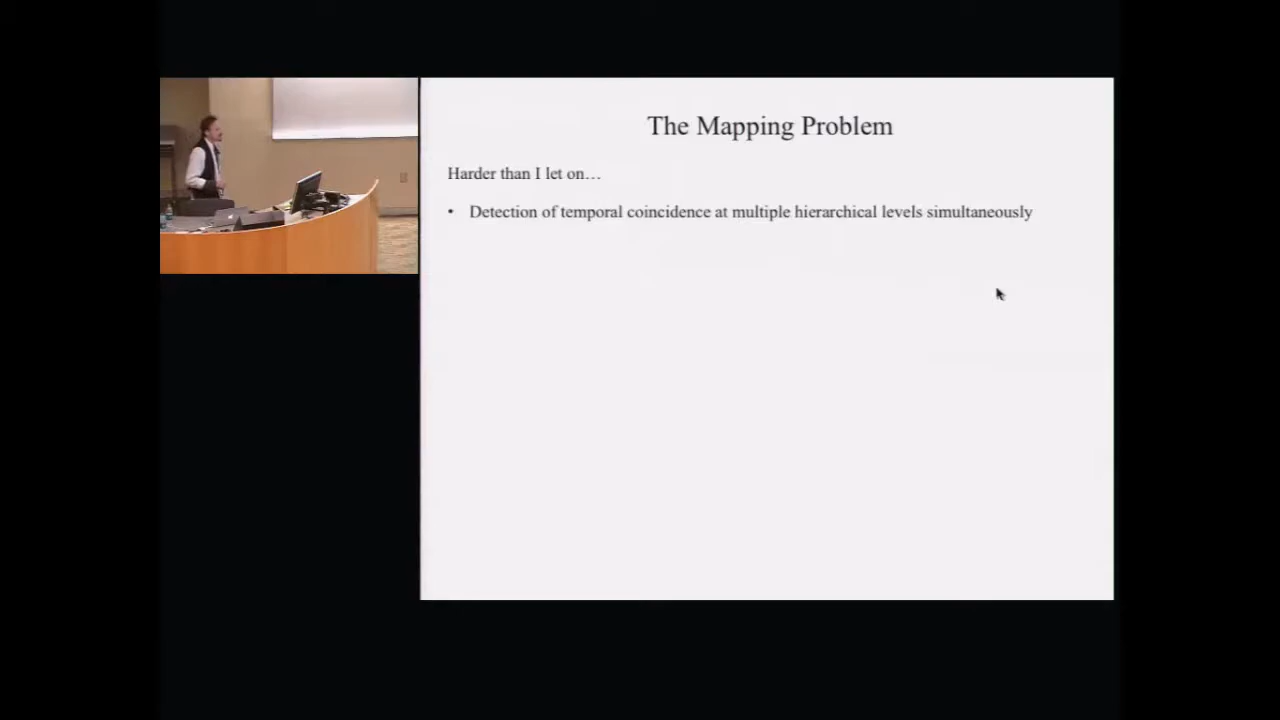 The Mapping Problem
Harder than I let on…
• Detection of temporal coincidence at multiple hierarchical levels simultaneously